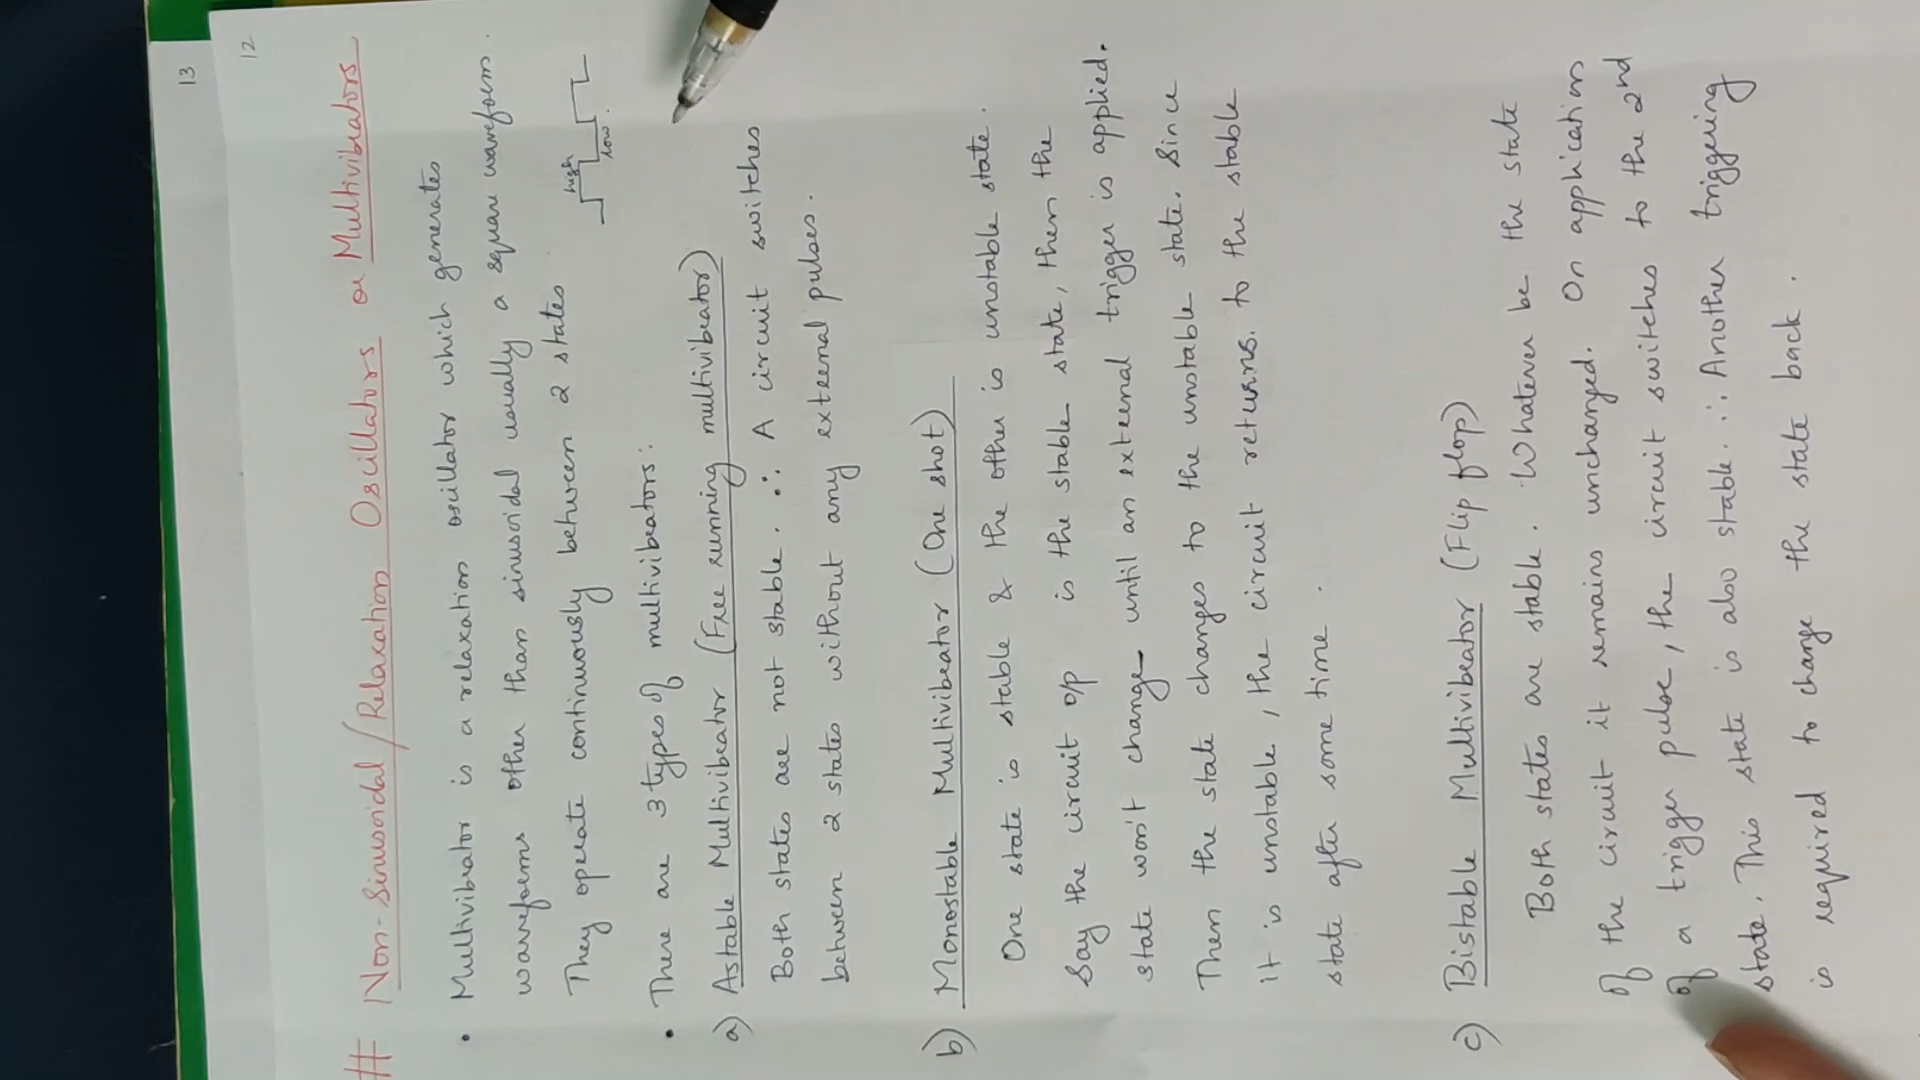 13
12
# Non-Sinusoidal/Relaxation Oscillators or Multivibrators
• Multivibrator is a relaxation oscillator which generates
waveforms other than sinusoidal usually a square waveform.
They operate continuously between 2 states
high
low.
• There are 3 types of multivibrators:
a) Astable Multivibrator (Free running multivibrator)
Both states are not stable. ∴ A circuit switches
between 2 states without any external pulses.
b) Monostable Multivibrator (One shot)
One state is stable & the other is unstable state.
Say the circuit o/p is the stable state, then the
state won't change until an external trigger is applied.
Then the state changes to the unstable state. Since
it is unstable, the circuit returns. to the stable
state after some time.
c) Bistable Multivibrator (Flip flop)
Both states are stable. Whatever be the state
of the circuit it remains unchanged. On application
of a trigger pulse, the circuit switches to the 2nd
state. This state is also stable. ∴ Another triggering
is required to change the state back.